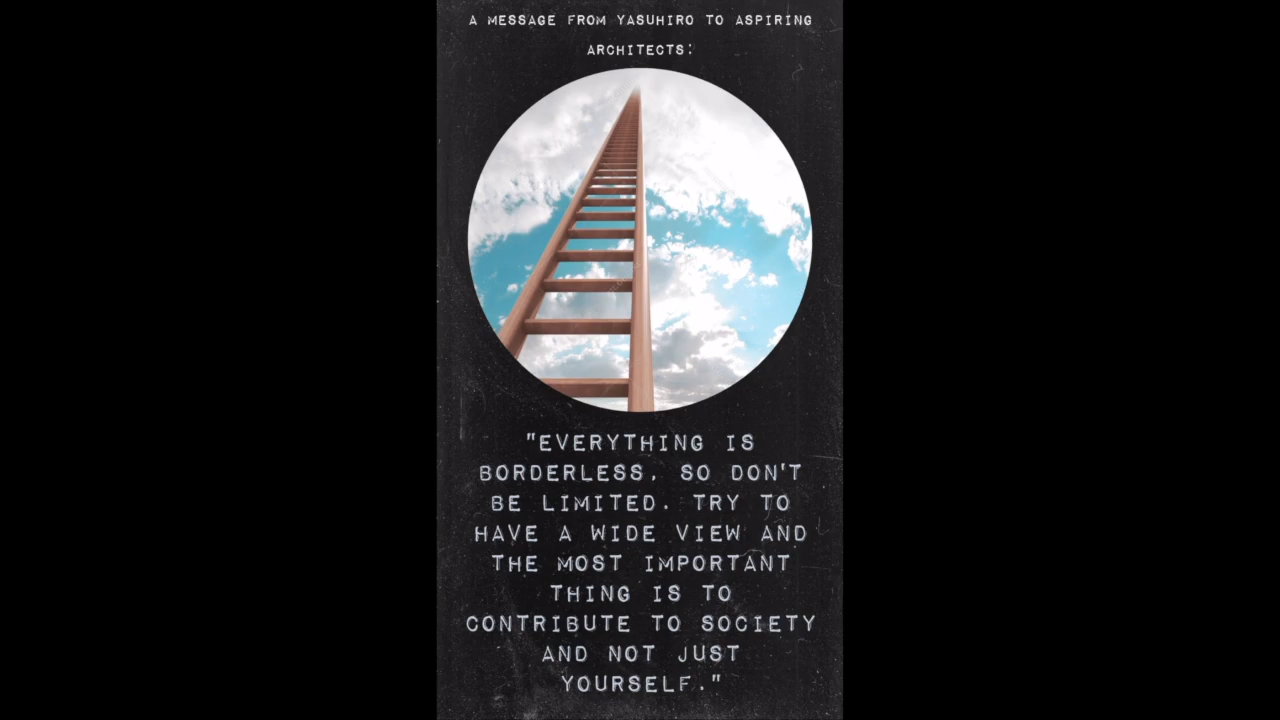 A MESSAGE FROM YASUHIRO TO ASPIRING
ARCHITECTS:
"EVERYTHING IS
BORDERLESS, SO DON'T
BE LIMITED. TRY TO
HAVE A WIDE VIEW AND
THE MOST IMPORTANT
THING IS TO
CONTRIBUTE TO SOCIETY
AND NOT JUST
YOURSELF."